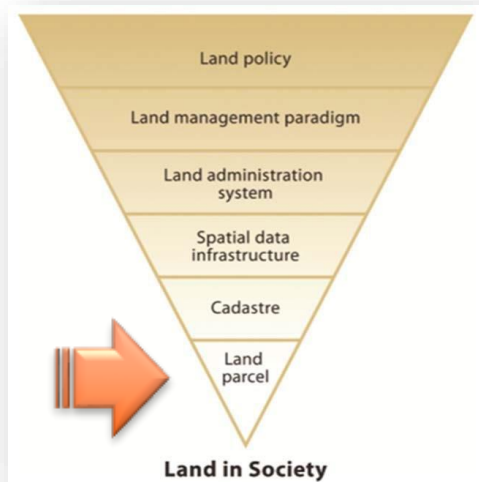 Land policy
Land management paradigm
Land administration
system
Spatial data
infrastructure
Cadastre
Land
parcel
Land in Society